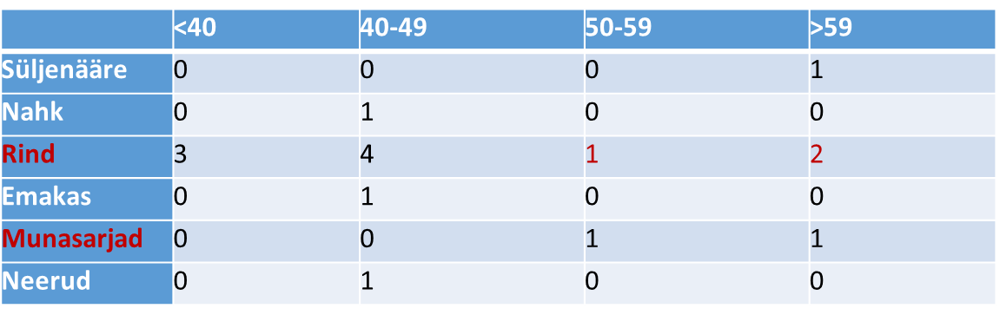 <40 40-49 50-59 >59
Süljenääre 0 0 0 1
Nahk 0 1 0 0
Rind 3 4 1 2
Emakas 0 1 0 0
Munasarjad 0 0 1 1
Neerud 0 1 0 0